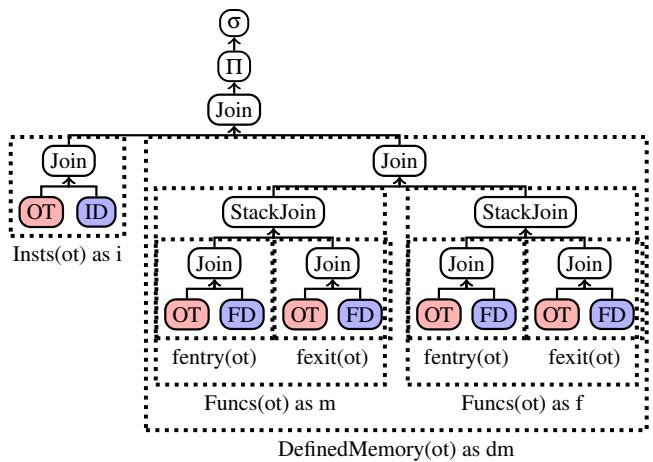 σ
Π
Join
Join Join
OT ID StackJoin StackJoin
Insts(ot) as i
Join Join Join Join
OT FD OT FD OT FD OT FD
fentry(ot) fexit(ot) fentry(ot) fexit(ot)
Funcs(ot) as m Funcs(ot) as f
DefinedMemory(ot) as dm